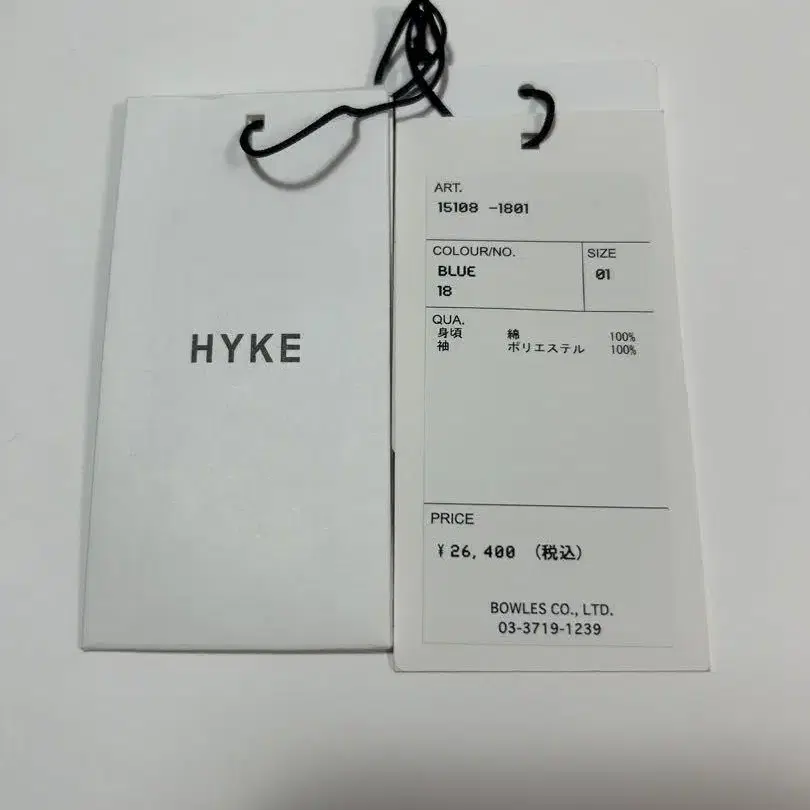 HYKE
ART.
15108 -1801
COLOUR/NO.
BLUE
18
SIZE
01
QUA.
身頃 綿 100%
袖 ポリエステル 100%
PRICE
¥26,400 (税込)
BOWLES CO., LTD.
03-3719-1239